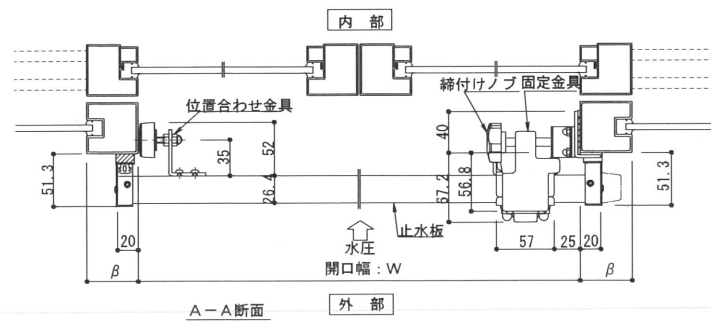 内 部
締付けノブ 固定金具
位置合わせ金具
40
52
35
51.3
26.4
67.2
56.8
51.3
止水板
水圧
20
57
25
20
β
開口幅：W
β
A－A断面
外 部